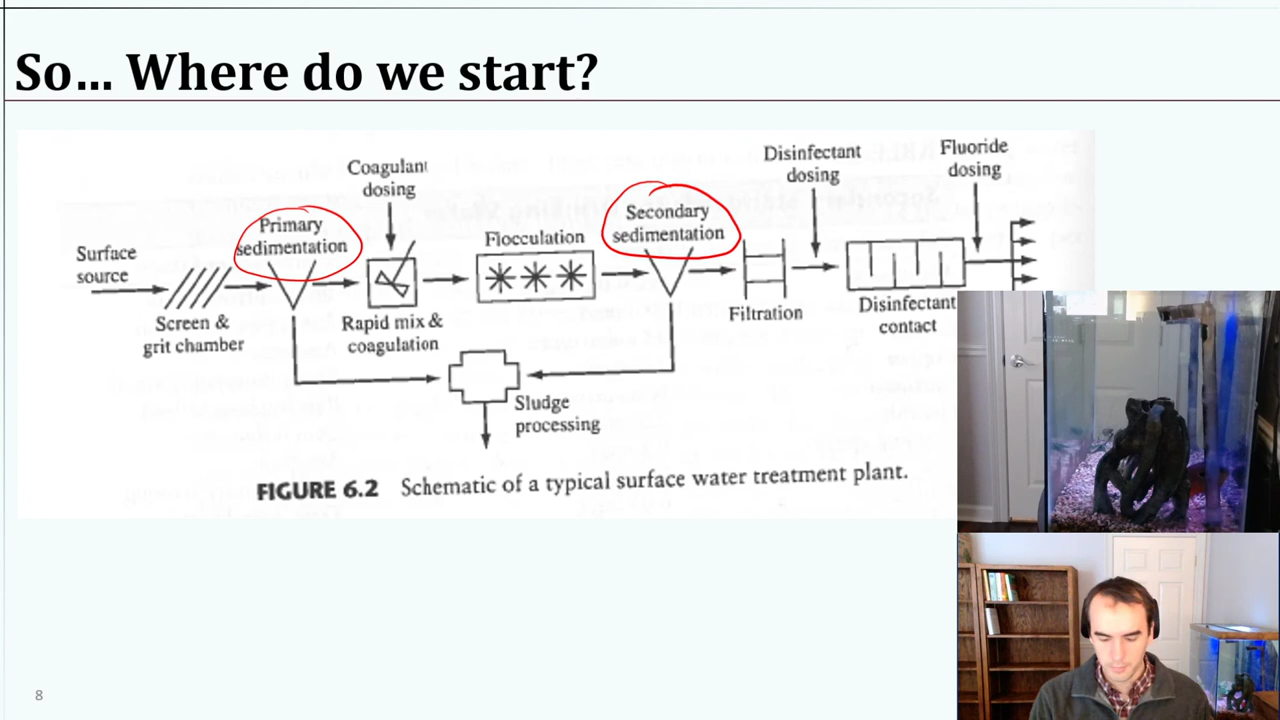 So… Where do we start?
Coagulant
dosing
Disinfectant
dosing
Fluoride
dosing
Primary
sedimentation
Secondary
sedimentation
Surface
source
Flocculation
Screen &
grit chamber
Rapid mix &
coagulation
Filtration
Disinfectant
contact
Sludge
processing
FIGURE 6.2 Schematic of a typical surface water treatment plant.
8